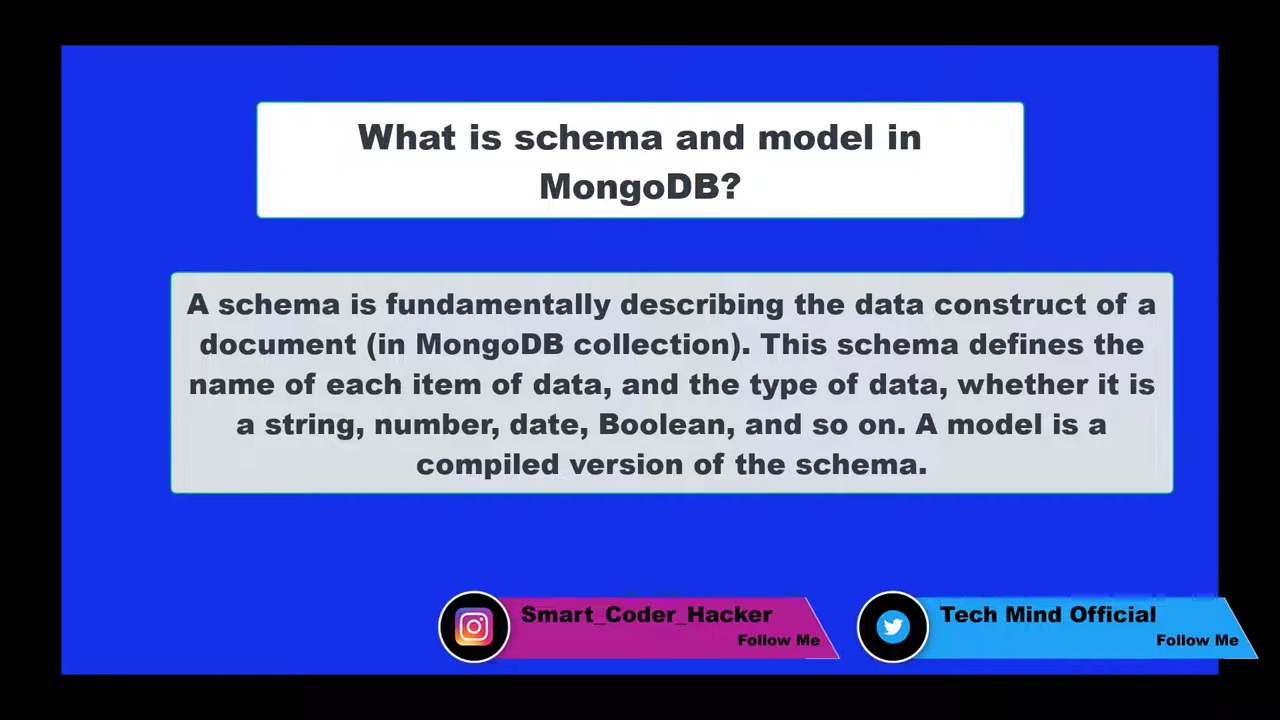 What is schema and model in
MongoDB?
A schema is fundamentally describing the data construct of a
document (in MongoDB collection). This schema defines the
name of each item of data, and the type of data, whether it is
a string, number, date, Boolean, and so on. A model is a
compiled version of the schema.
Smart_Coder_Hacker
Follow Me
Tech Mind Official
Follow Me